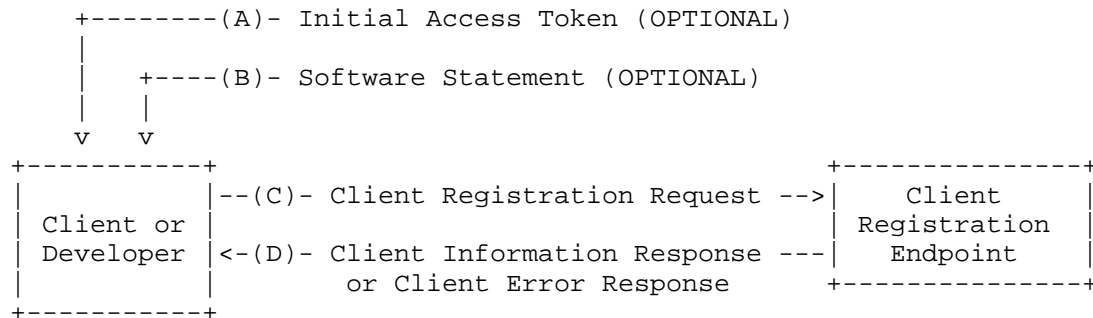 +--------(A)- Initial Access Token (OPTIONAL)
|
|   +----(B)- Software Statement (OPTIONAL)
|   |
v   v
+-----------+                                      +---------------+
|           |--(C)- Client Registration Request -->|    Client     |
| Client or |                                      | Registration  |
| Developer |<-(D)- Client Information Response ---|   Endpoint    |
|           |        or Client Error Response      +---------------+
+-----------+